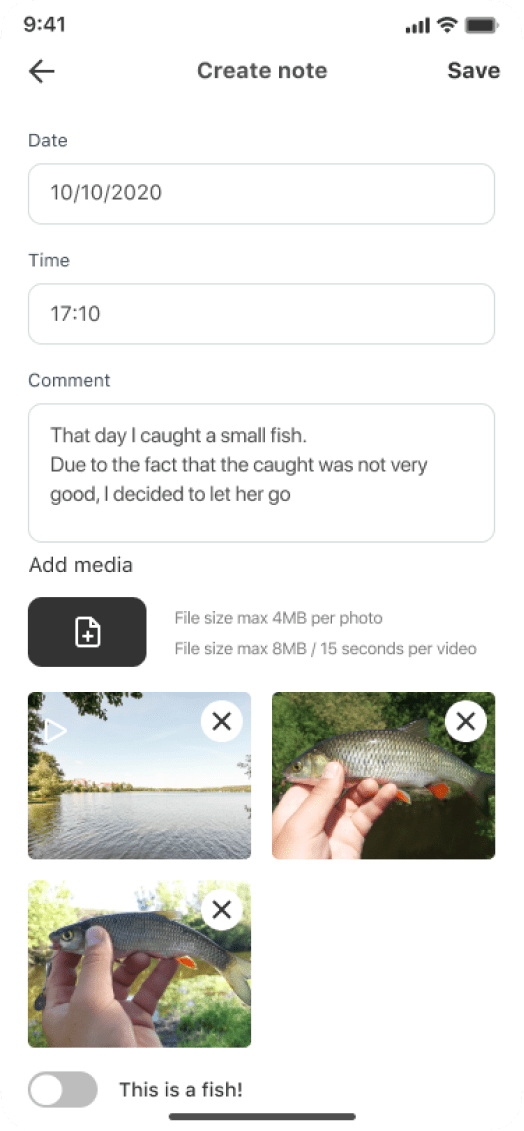 9:41
Create note
Save
Date
10/10/2020
Time
17:10
Comment
That day I caught a small fish.
Due to the fact that the caught was not very
good, I decided to let her go
Add media
File size max 4MB per photo
File size max 8MB / 15 seconds per video
This is a fish!